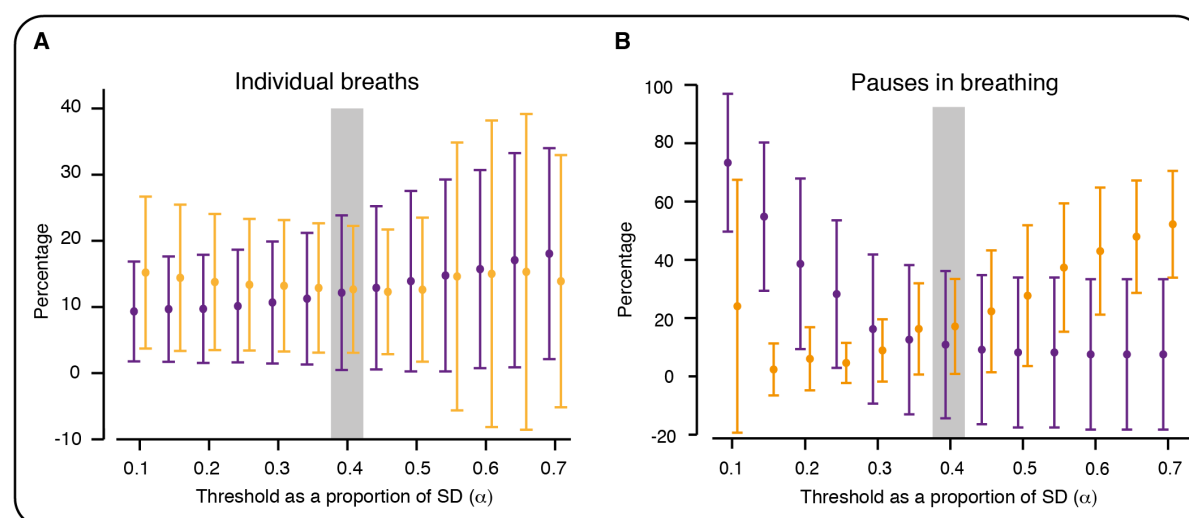 A
Individual breaths
Percentage
40
30
20
10
0
-10
0.1 0.2 0.3 0.4 0.5 0.6 0.7
Threshold as a proportion of SD (α)
B
Pauses in breathing
Percentage
100
80
60
40
20
0
-20
0.1 0.2 0.3 0.4 0.5 0.6 0.7
Threshold as a proportion of SD (α)